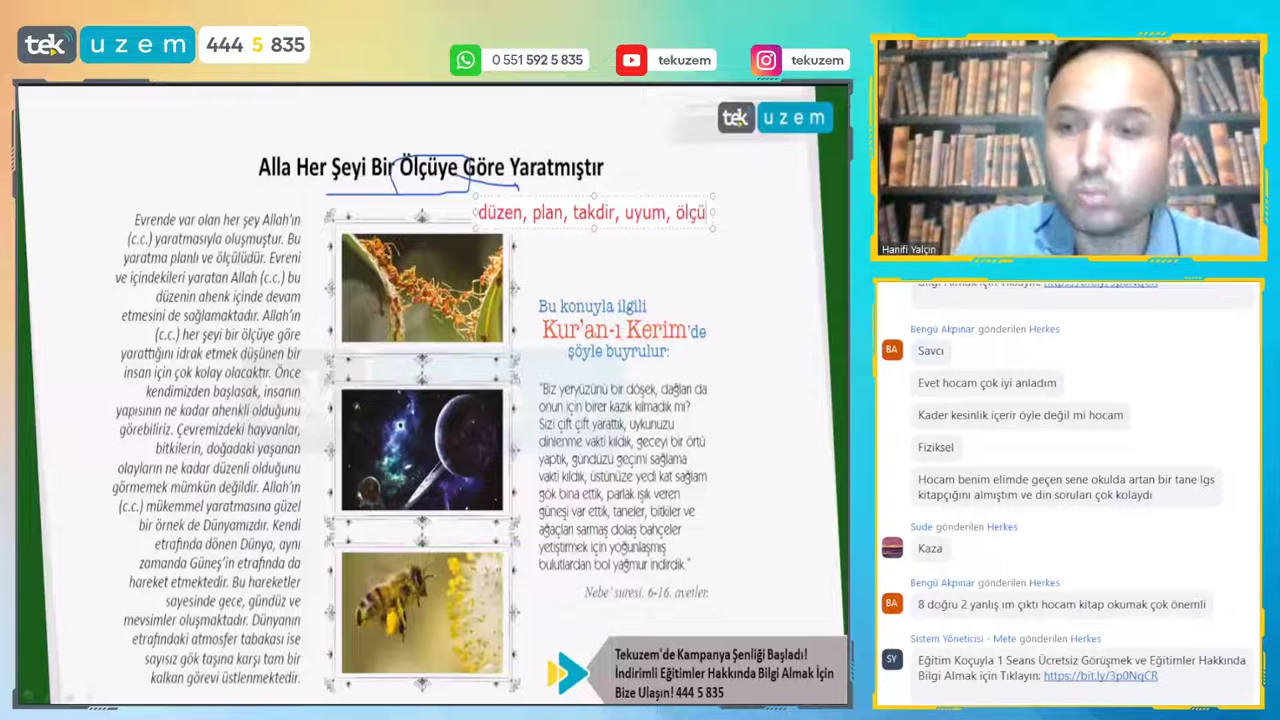 tek
uzem
444 5 835
0 551 592 5 835
tekuzem
tekuzem
tek uzem
Alla Her Şeyi Bir Ölçüye Göre Yaratmıştır
düzen, plan, takdir, uyum, ölçü
Evrende var olan her şey Allah'ın
(c.c.) yaratmasıyla oluşmuştur. Bu
yaratma planlı ve ölçülüdür. Evreni
ve içindekileri yaratan Allah (c.c.) bu
düzenin ahenk içinde devam
etmesini de sağlamaktadır. Allah'ın
(c.c.) her şeyi bir ölçüye göre
yarattığını idrak etmek düşünen bir
insan için çok kolay olacaktır. Önce
kendimizden başlasak, insanın
yapısının ne kadar ahenkli olduğunu
görebiliriz. Çevremizdeki hayvanlar,
bitkilerin, doğadaki yaşanan
olayların ne kadar düzenli olduğunu
görmemek mümkün değildir. Allah'ın
(c.c.) mükemmel yaratmasına güzel
bir örnek de Dünyamızdır. Kendi
etrafında dönen Dünya, aynı
zamanda Güneş'in etrafında da
hareket etmektedir. Bu hareketler
sayesinde gece, gündüz ve
mevsimler oluşmaktadır. Dünyanın
etrafındaki atmosfer tabakası ise
sayısız gök taşına karşı tam bir
kalkan görevi üstlenmektedir.
Bu konuyla ilgili
Kur'an-ı Kerim'de
şöyle buyrulur:
"Biz yeryüzünü bir döşek, dağları da
onun için birer kazık kılmadık mı?
Sizi çift çift yarattık, uykunuzu
dinlenme vakti kıldık, geceyi bir örtü
yaptık, gündüzü geçimi sağlama
vakti kıldık, üstünüze yedi kat sağlam
gök bina ettik, parlak ışık veren
güneşi var ettik, taneler, bitkiler ve
ağaçları sarmaş dolaş bahçeler
yetiştirmek için yoğunlaşmış
bulutlardan bol yağmur indirdik."
Nebe' suresi, 6-16. ayetler.
Tekuzem'de Kampanya Şenliği Başladı!
İndirimli Eğitimler Hakkında Bilgi Almak İçin
Bize Ulaşın! 444 5 835
Hanifi Yalçın
Bengü Akpınar gönderilen Herkes
BA
Savcı
Evet hocam çok iyi anladım
Kader kesinlik içerir öyle değil mi hocam
Fiziksel
Hocam benim elimde geçen sene okulda artan bir tane lgs
kitapçığını almıştım ve din soruları çok kolaydı
Sude gönderilen Herkes
Kaza
Bengü Akpınar gönderilen Herkes
BA
8 doğru 2 yanlış ım çıktı hocam kitap okumak çok önemli
Sistem Yöneticisi - Mete gönderilen Herkes
SY
Eğitim Koçuyla 1 Seans Ücretsiz Görüşmek ve Eğitimler Hakkında
Bilgi Almak için Tıklayın: https://bit.ly/3p0NqCR